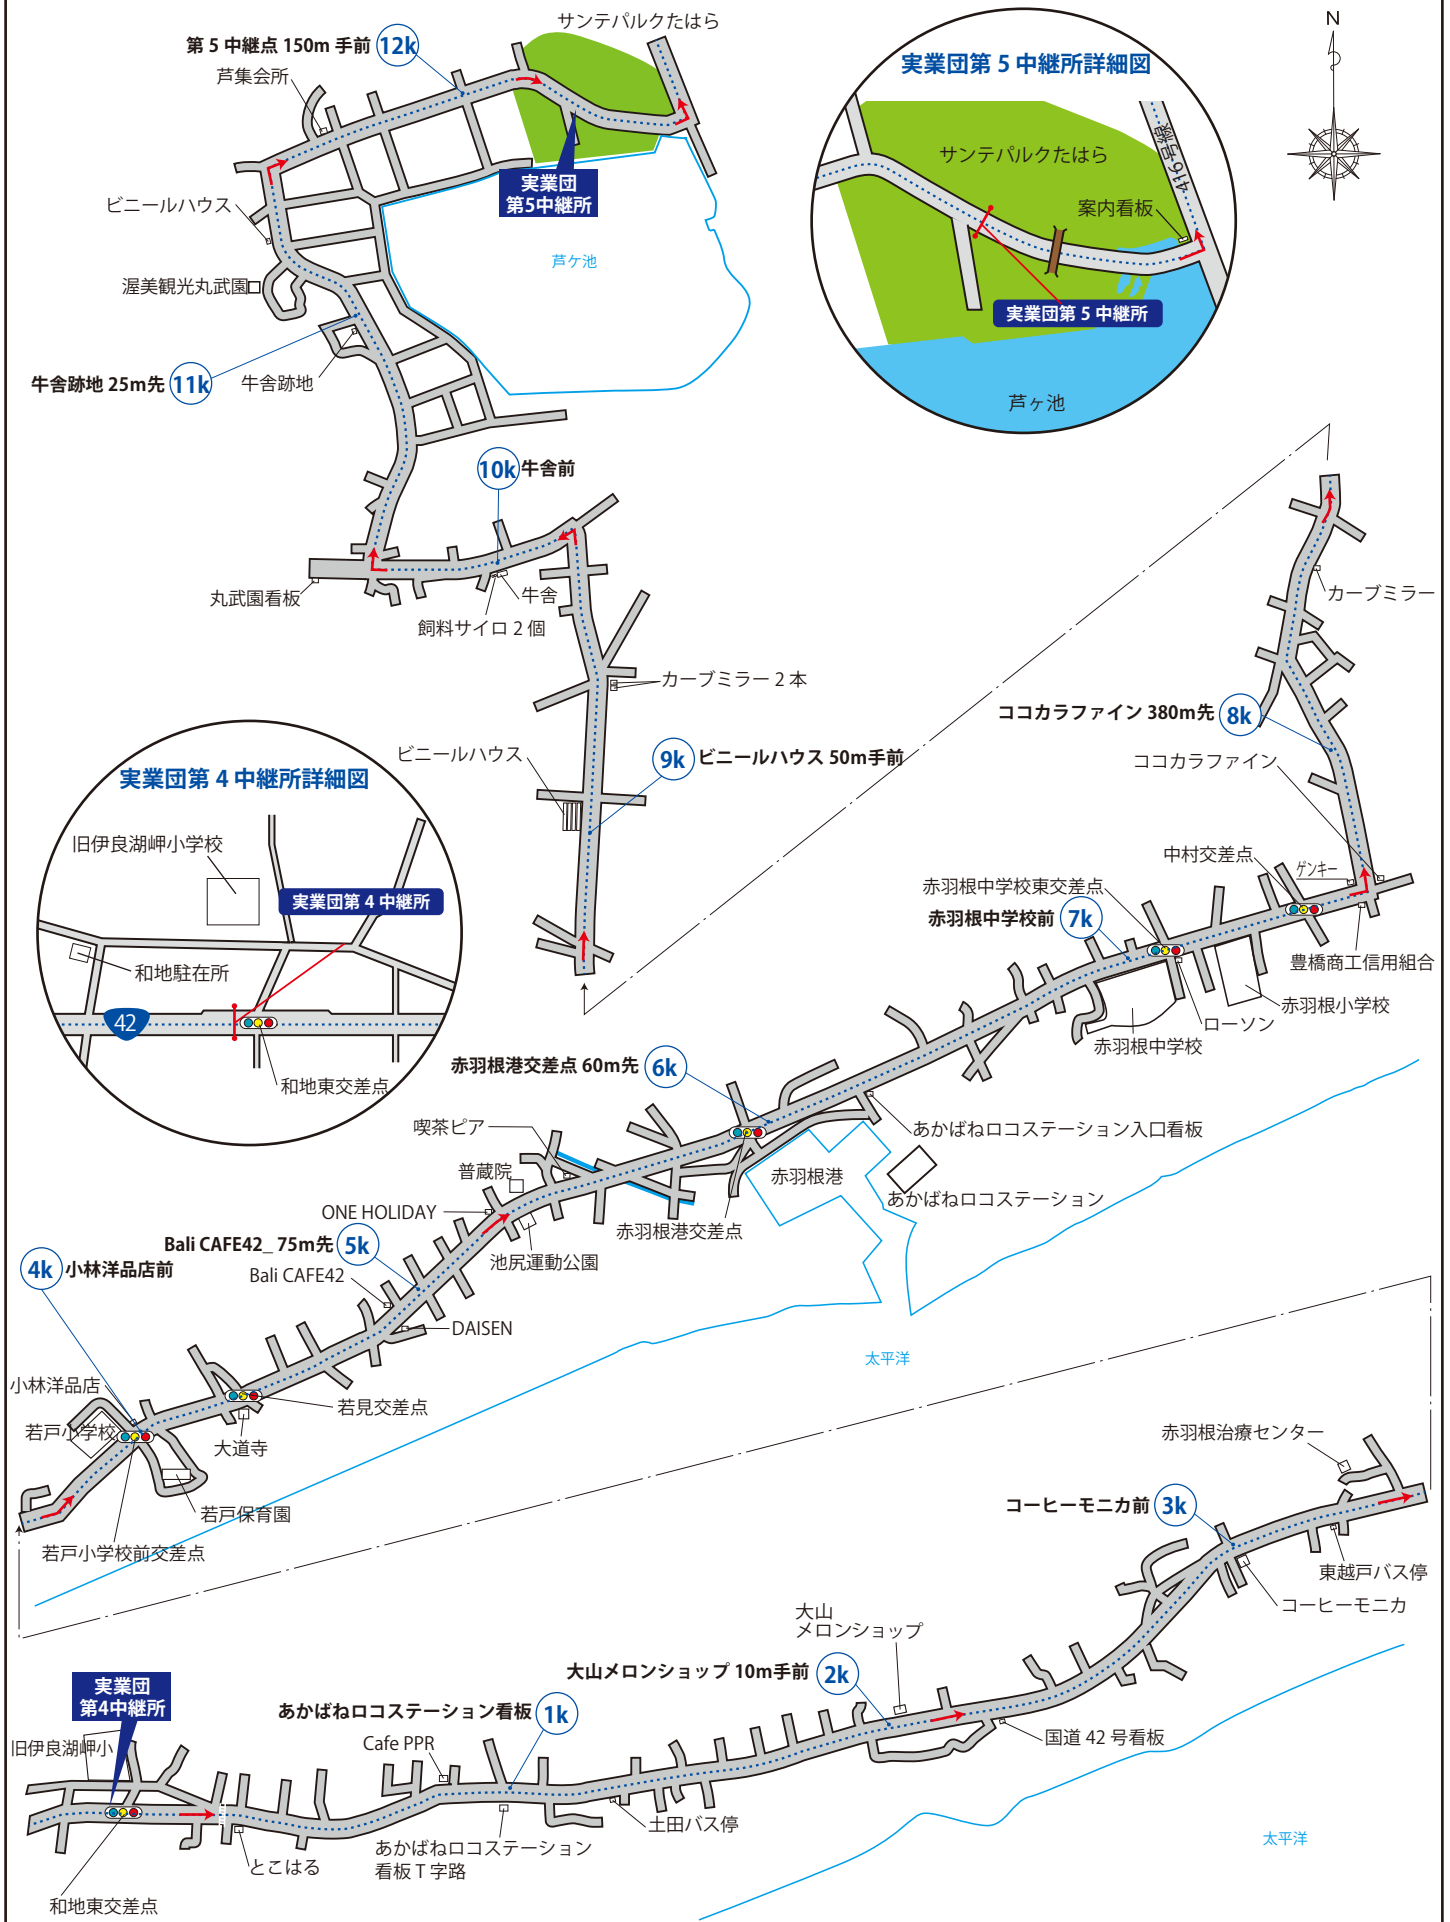 サンテパルクたはら
第 5 中継点 150m 手前
12k
芦集会所
ビニールハウス
渥美観光丸武園
牛舎跡地 25m先
11k
牛舎跡地
実業団
第5中継所
芦ケ池
実業団第 5 中継所詳細図
サンテパルクたはら
416号線
案内看板
実業団第 5 中継所
芦ヶ池
N
10k
牛舎前
丸武園看板
牛舎
飼料サイロ 2 個
カーブミラー 2 本
ビニールハウス
9k
ビニールハウス 50m手前
カーブミラー
ココカラファイン 380m先
8k
ココカラファイン
中村交差点
ゲンキー
赤羽根中学校東交差点
赤羽根中学校前
7k
豊橋商工信用組合
赤羽根小学校
ローソン
赤羽根中学校
実業団第 4 中継所詳細図
旧伊良湖岬小学校
実業団第 4 中継所
和地駐在所
42
和地東交差点
赤羽根港交差点 60m先
6k
喫茶ピア
普蔵院
ONE HOLIDAY
あかばねロコステーション入口看板
赤羽根港
あかばねロコステーション
赤羽根港交差点
池尻運動公園
Bali CAFE42_ 75m先
5k
Bali CAFE42
DAISEN
4k
小林洋品店前
太平洋
小林洋品店
若戸小学校
若見交差点
大道寺
若戸保育園
若戸小学校前交差点
赤羽根治療センター
コーヒーモニカ前
3k
東越戸バス停
コーヒーモニカ
大山
メロンショップ
大山メロンショップ 10m手前
2k
国道 42 号看板
実業団
第4中継所
あかばねロコステーション看板
1k
旧伊良湖岬小
Cafe PPR
土田バス停
あかばねロコステーション
看板 T 字路
とこはる
和地東交差点
太平洋